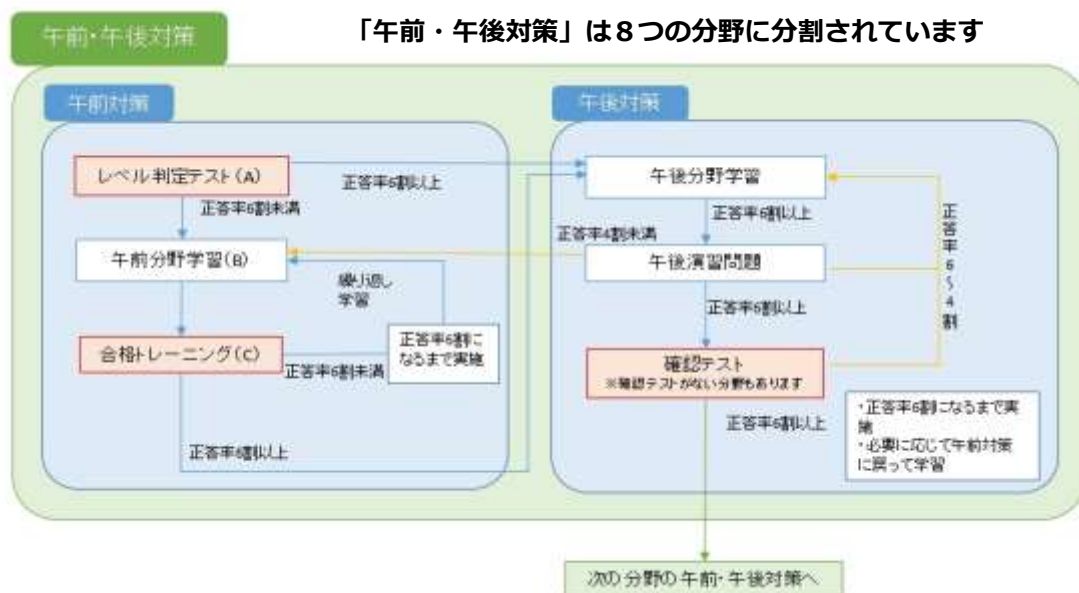 午前・午後対策
「午前・午後対策」は８つの分野に分割されています
午前対策
レベル判定テスト(A)
正答率6割以上
正答率6割未満
午前分野学習(B)
繰り返し
学習
合格トレーニング(C)
正答率6割未満
正答率6割に
なるまで実施
正答率6割以上
午後対策
午後分野学習
正答率6割以上
正答率4割未満
午後演習問題
正答率6割以上
正答率6～4割
確認テスト
※確認テストがない分野もあります
正答率6割以上
・正答率6割になるまで実
施
・必要に応じて午前対策
に戻って学習
次の分野の午前・午後対策へ